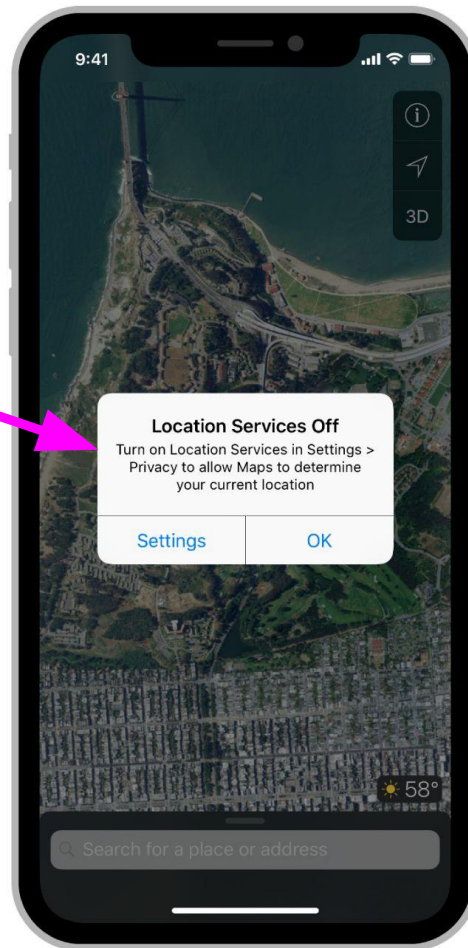 9:41
3D
Location Services Off
Turn on Location Services in Settings >
Privacy to allow Maps to determine
your current location
Settings
OK
58°
Search for a place or address